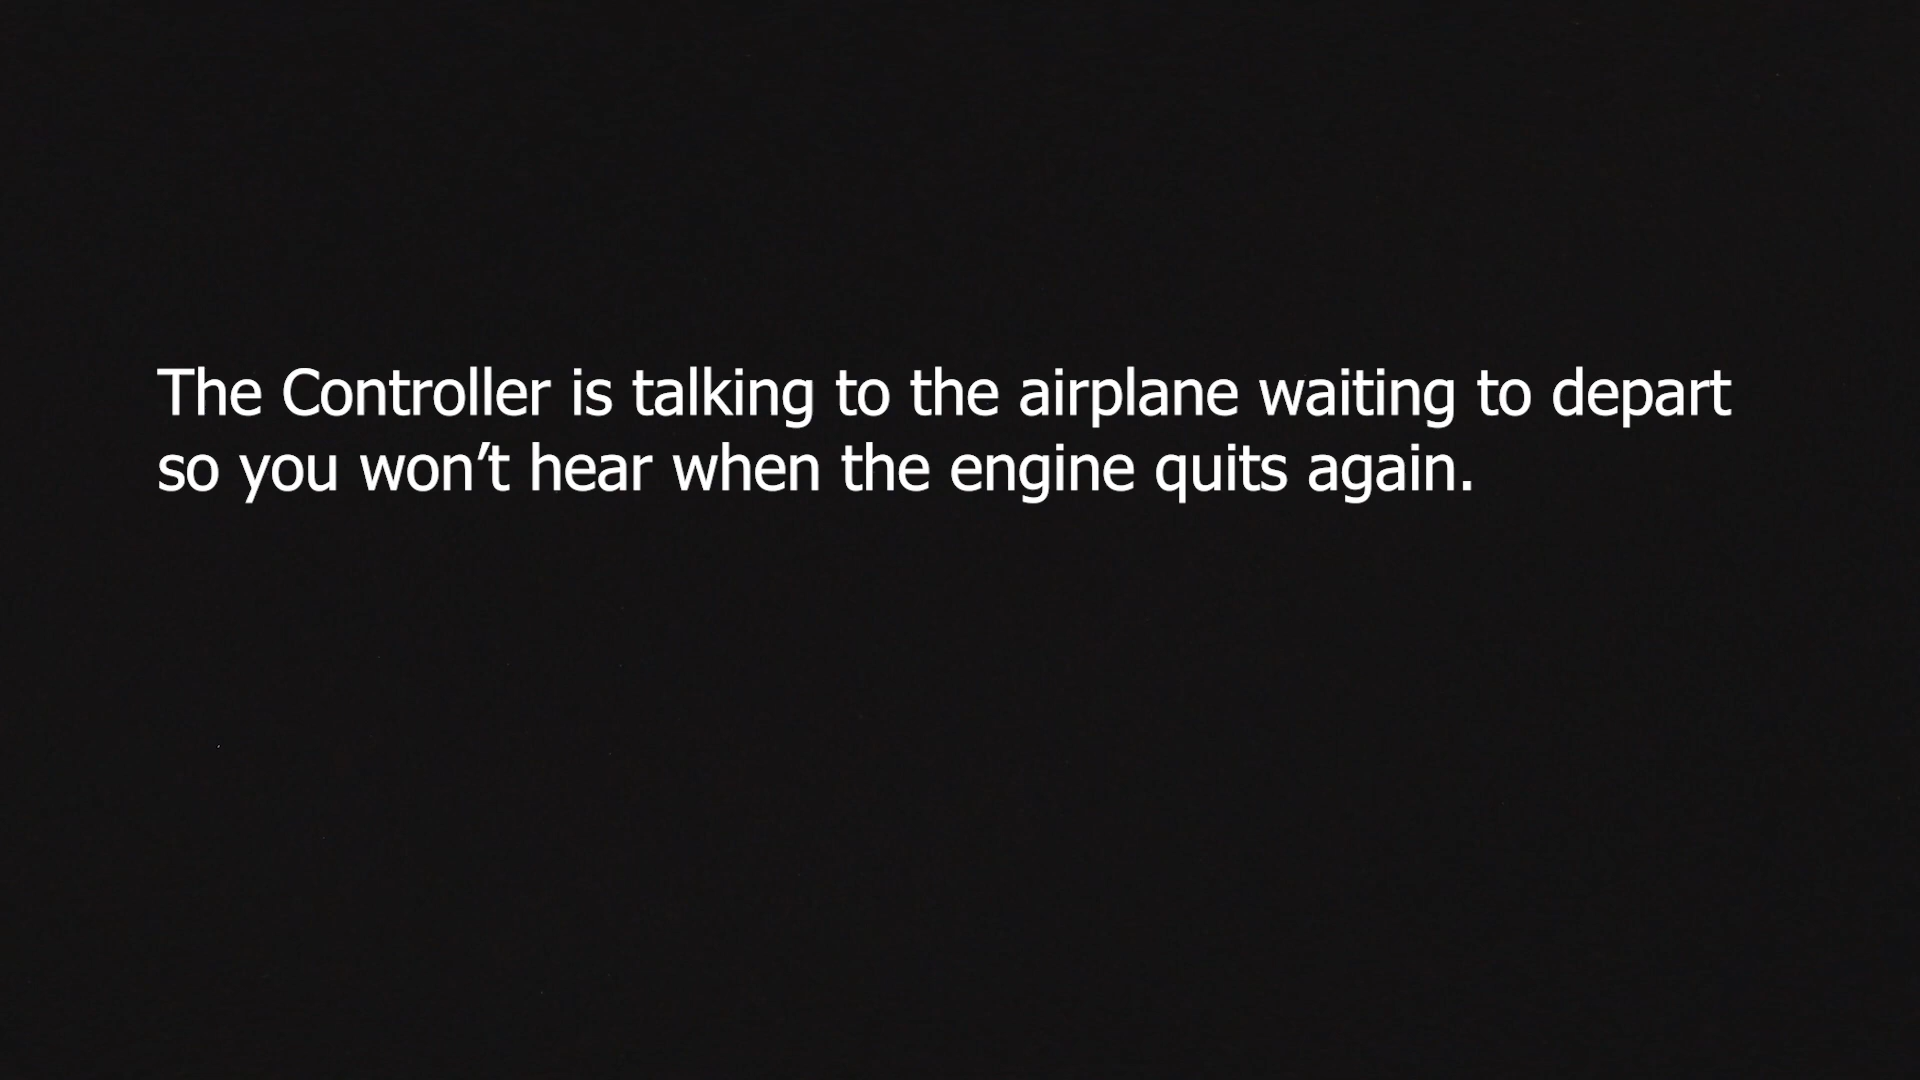 The Controller is talking to the airplane waiting to depart
so you won’t hear when the engine quits again.